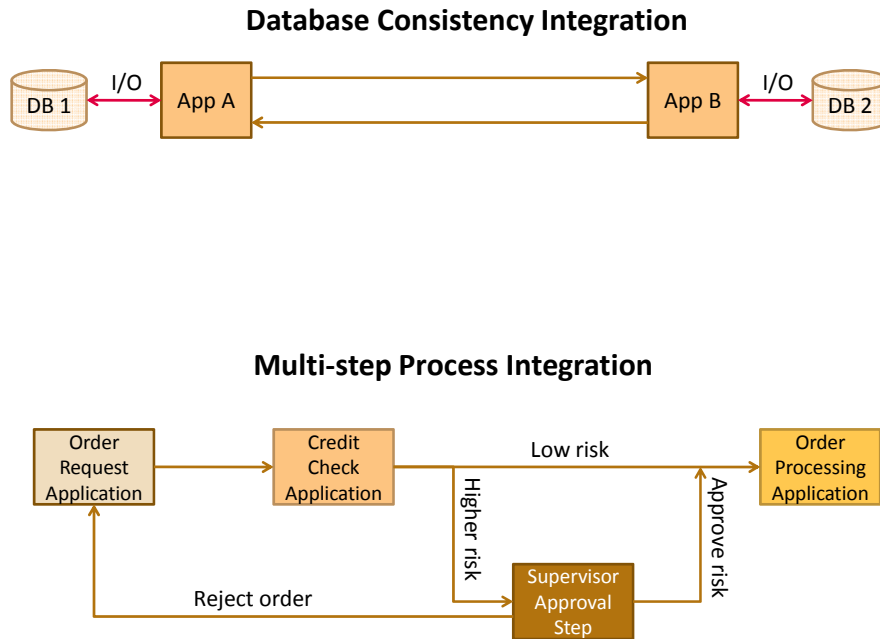 Database Consistency Integration
I/O
I/O
DB 1
App A
App B
DB 2
Multi-step Process Integration
Order
Request
Application
Credit
Check
Application
Low risk
Order
Processing
Application
Higher risk
Approve risk
Reject order
Supervisor
Approval
Step